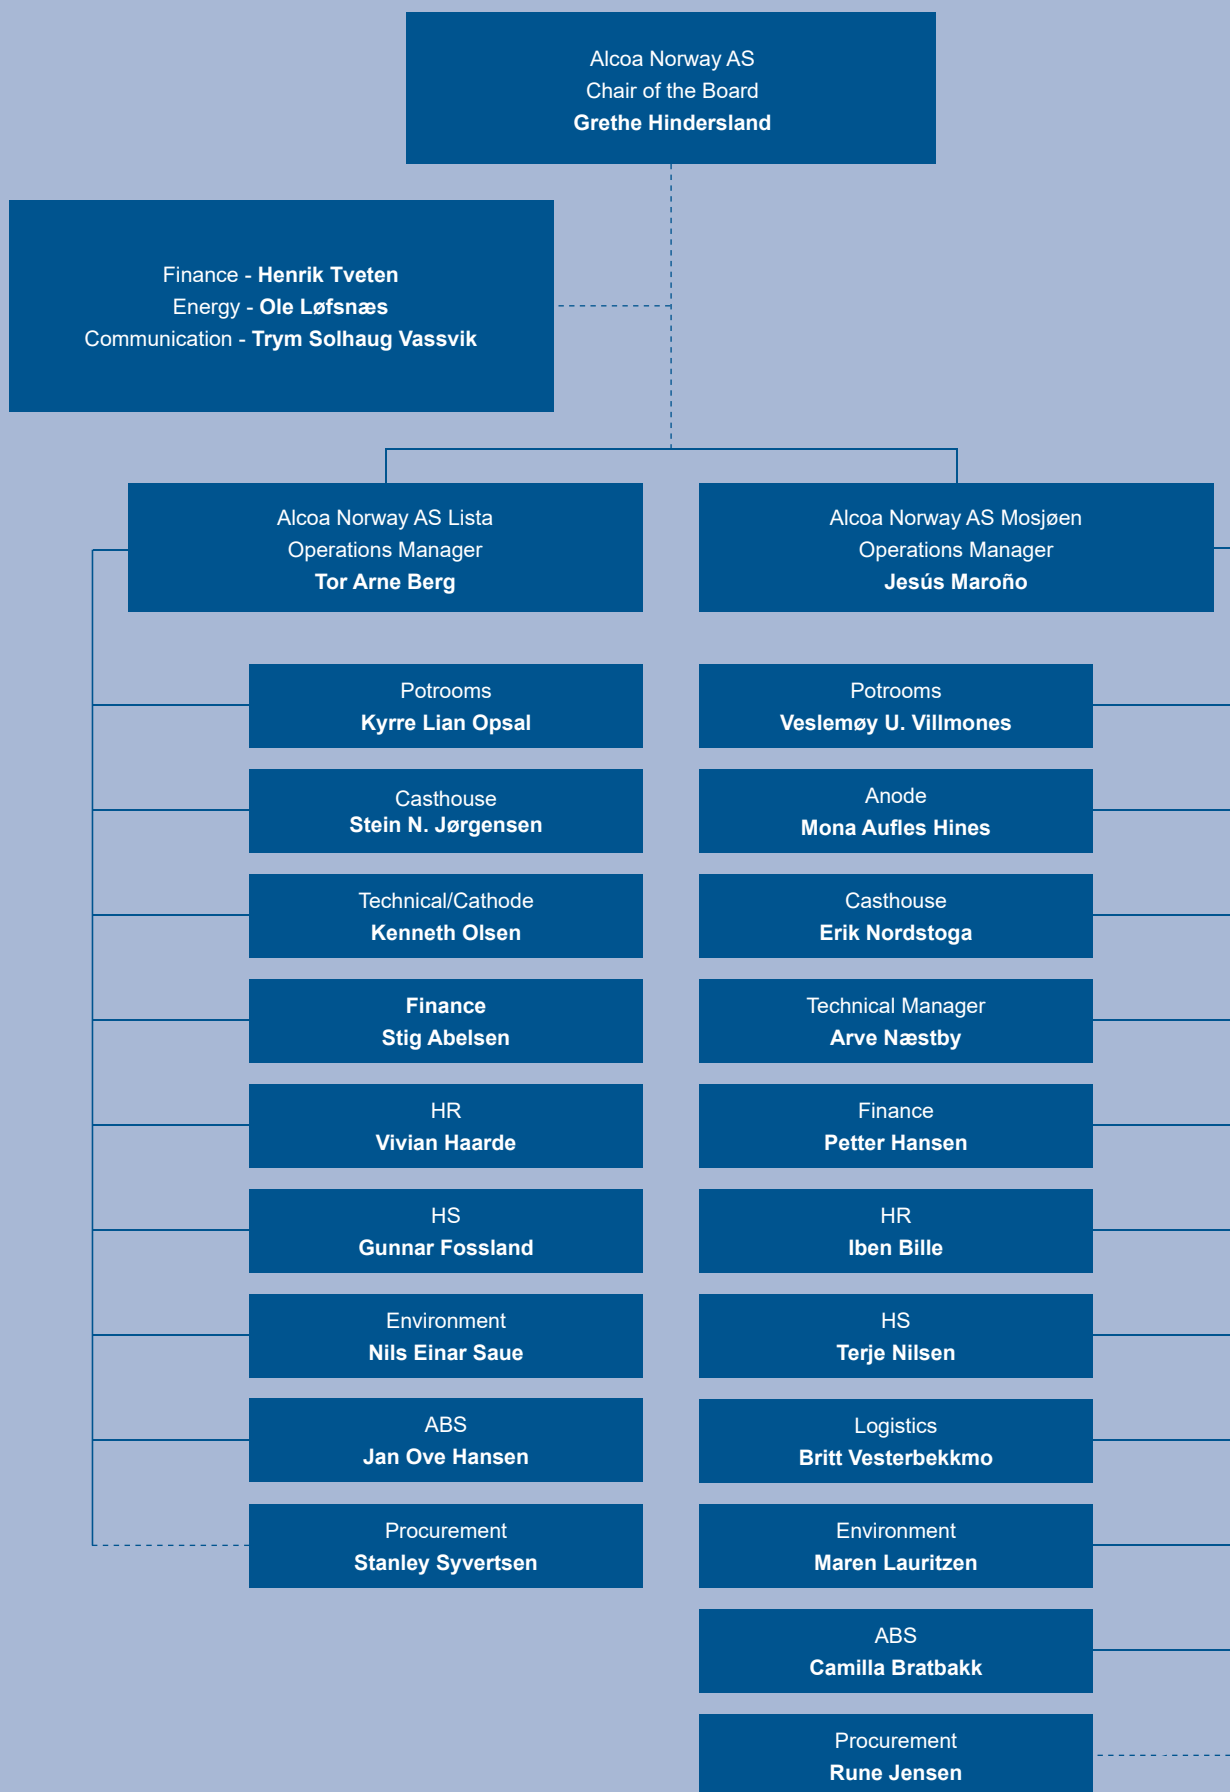 Alcoa Norway AS
Chair of the Board
Grethe Hindersland
Finance - Henrik Tveten
Energy - Ole Løfsnæs
Communication - Trym Solhaug Vassvik
Alcoa Norway AS Lista
Operations Manager
Tor Arne Berg
Alcoa Norway AS Mosjøen
Operations Manager
Jesús Maroño
Potrooms
Kyrre Lian Opsal
Casthouse
Stein N. Jørgensen
Technical/Cathode
Kenneth Olsen
Finance
Stig Abelsen
HR
Vivian Haarde
HS
Gunnar Fossland
Environment
Nils Einar Saue
ABS
Jan Ove Hansen
Procurement
Stanley Syvertsen
Potrooms
Veslemøy U. Villmones
Anode
Mona Aufles Hines
Casthouse
Erik Nordstoga
Technical Manager
Arve Næstby
Finance
Petter Hansen
HR
Iben Bille
HS
Terje Nilsen
Logistics
Britt Vesterbekkmo
Environment
Maren Lauritzen
ABS
Camilla Bratbakk
Procurement
Rune Jensen